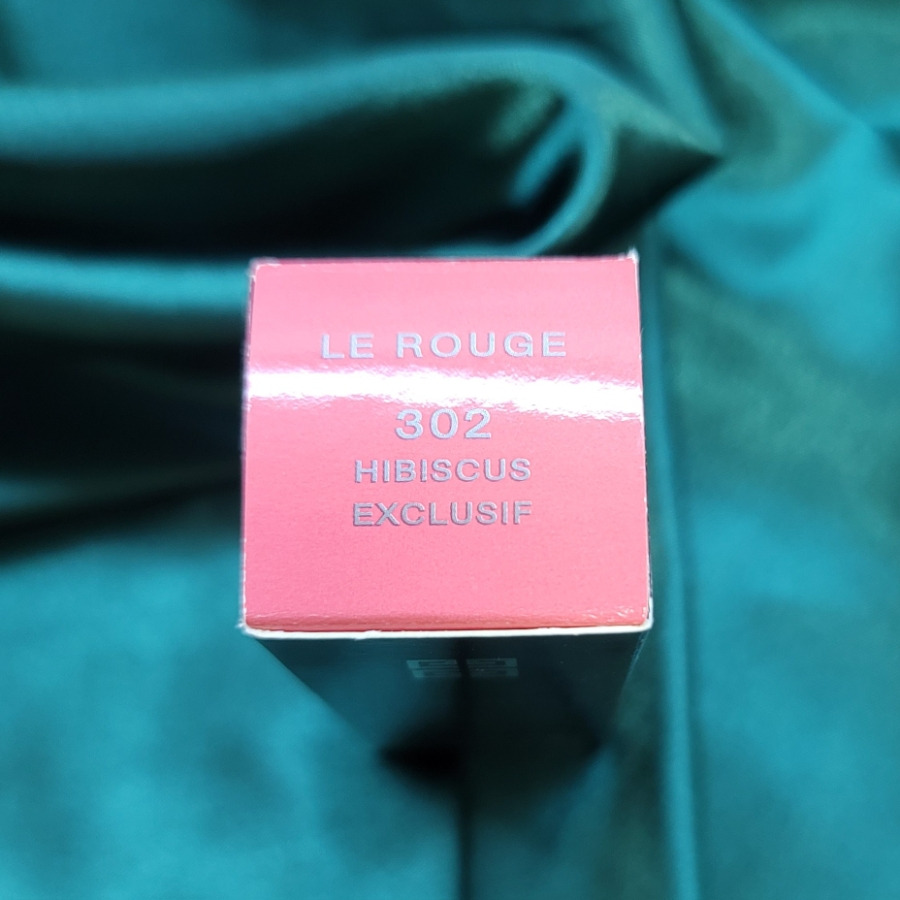 LE ROUGE
302
HIBISCUS
EXCLUSIF